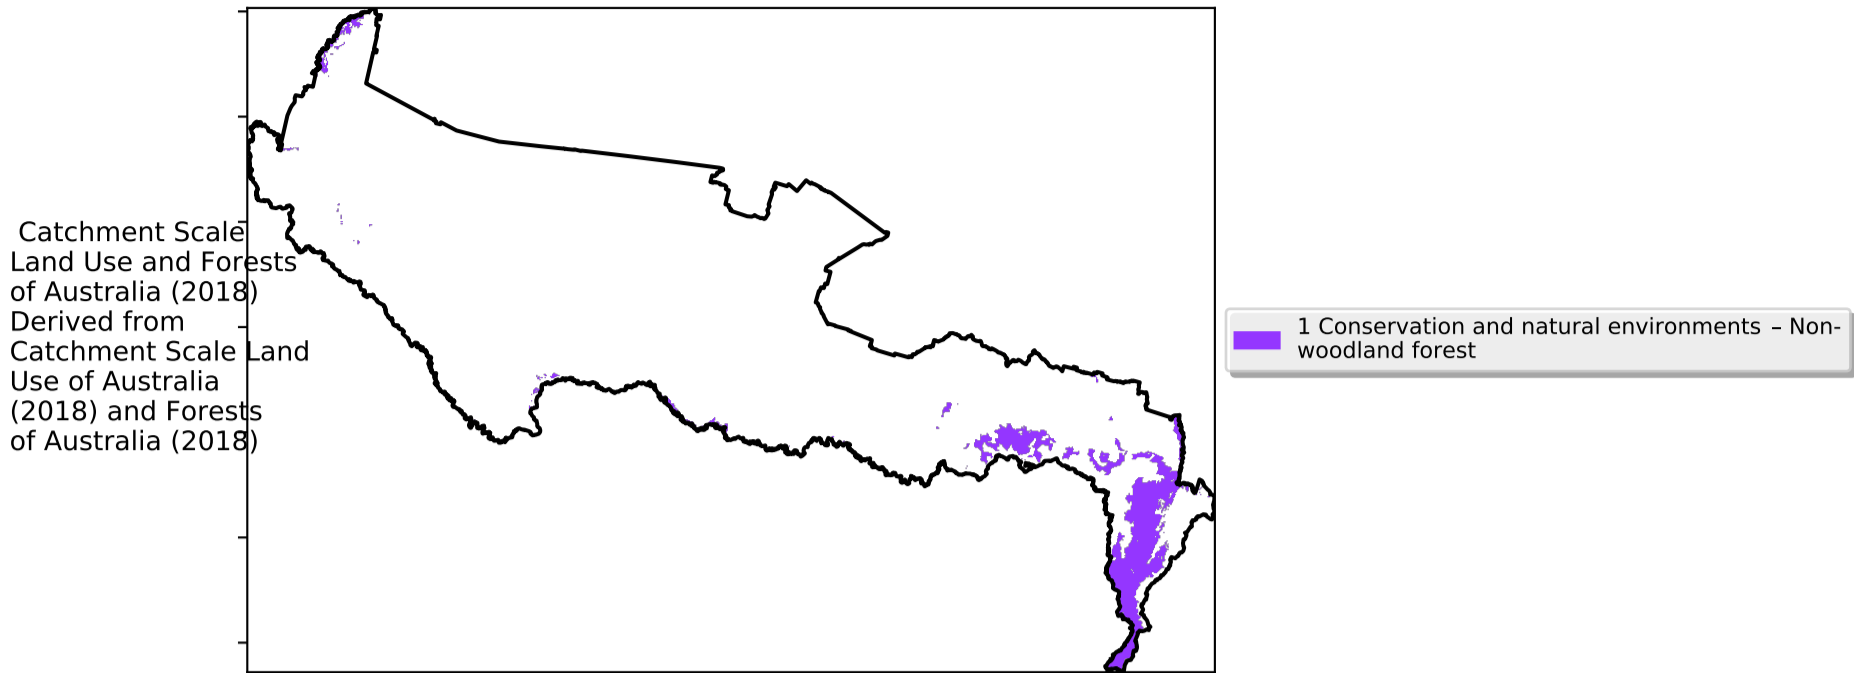 Catchment Scale
Land Use and Forests
of Australia (2018)
Derived from
Catchment Scale Land
Use of Australia
(2018) and Forests
of Australia (2018)
1 Conservation and natural environments – Non-
woodland forest